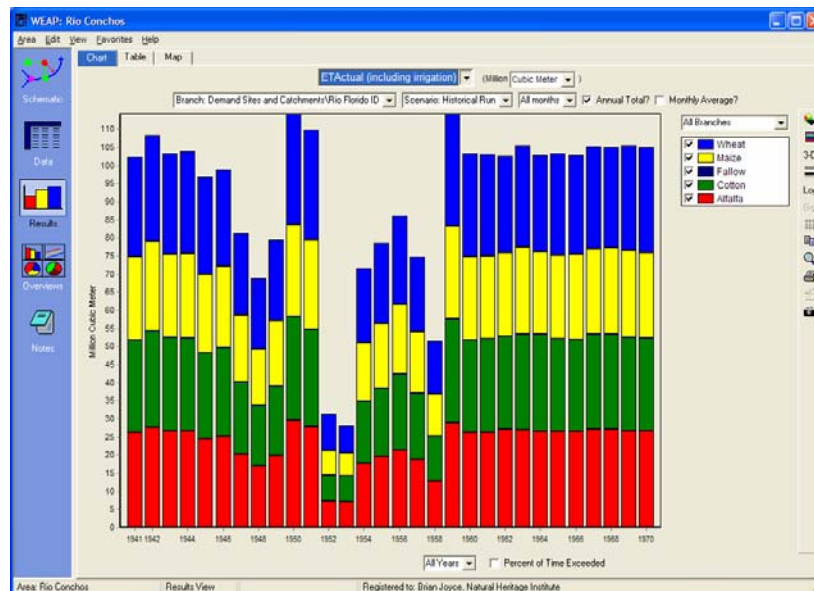 WEAP: Rio Conchos
Area Edit View Favorites Help
Chart Table Map
ETActual (including irrigation) (Million Cubic Meter )
Branch: Demand Sites and Catchments\Rio Florido ID Scenario: Historical Run All months Annual Total? Monthly Average?
Schematic
Data
Results
Overviews
Notes
All Branches
Wheat
Maize
Fallow
Cotton
Alfalfa
3-D
Log
Million Cubic Meter
110
105
100
95
90
85
80
75
70
65
60
55
50
45
40
35
30
25
20
15
10
5
0
1941 1942 1944 1946 1948 1950 1952 1954 1956 1958 1960 1962 1964 1966 1968 1970
All Years Percent of Time Exceeded
Area: Rio Conchos Results View Registered to: Brian Joyce, Natural Heritage Institute